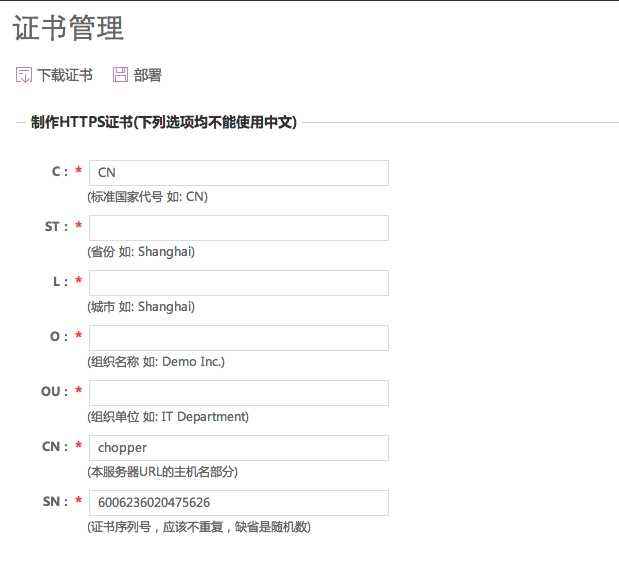 证书管理
下载证书 部署
制作HTTPS证书(下列选项均不能使用中文)
C： * CN
(标准国家代号 如: CN)
ST： *
(省份 如: Shanghai)
L： *
(城市 如: Shanghai)
O： *
(组织名称 如: Demo Inc.)
OU： *
(组织单位 如: IT Department)
CN： * chopper
(本服务器URL的主机名部分)
SN： * 6006236020475626
(证书序列号，应该不重复，缺省是随机数)